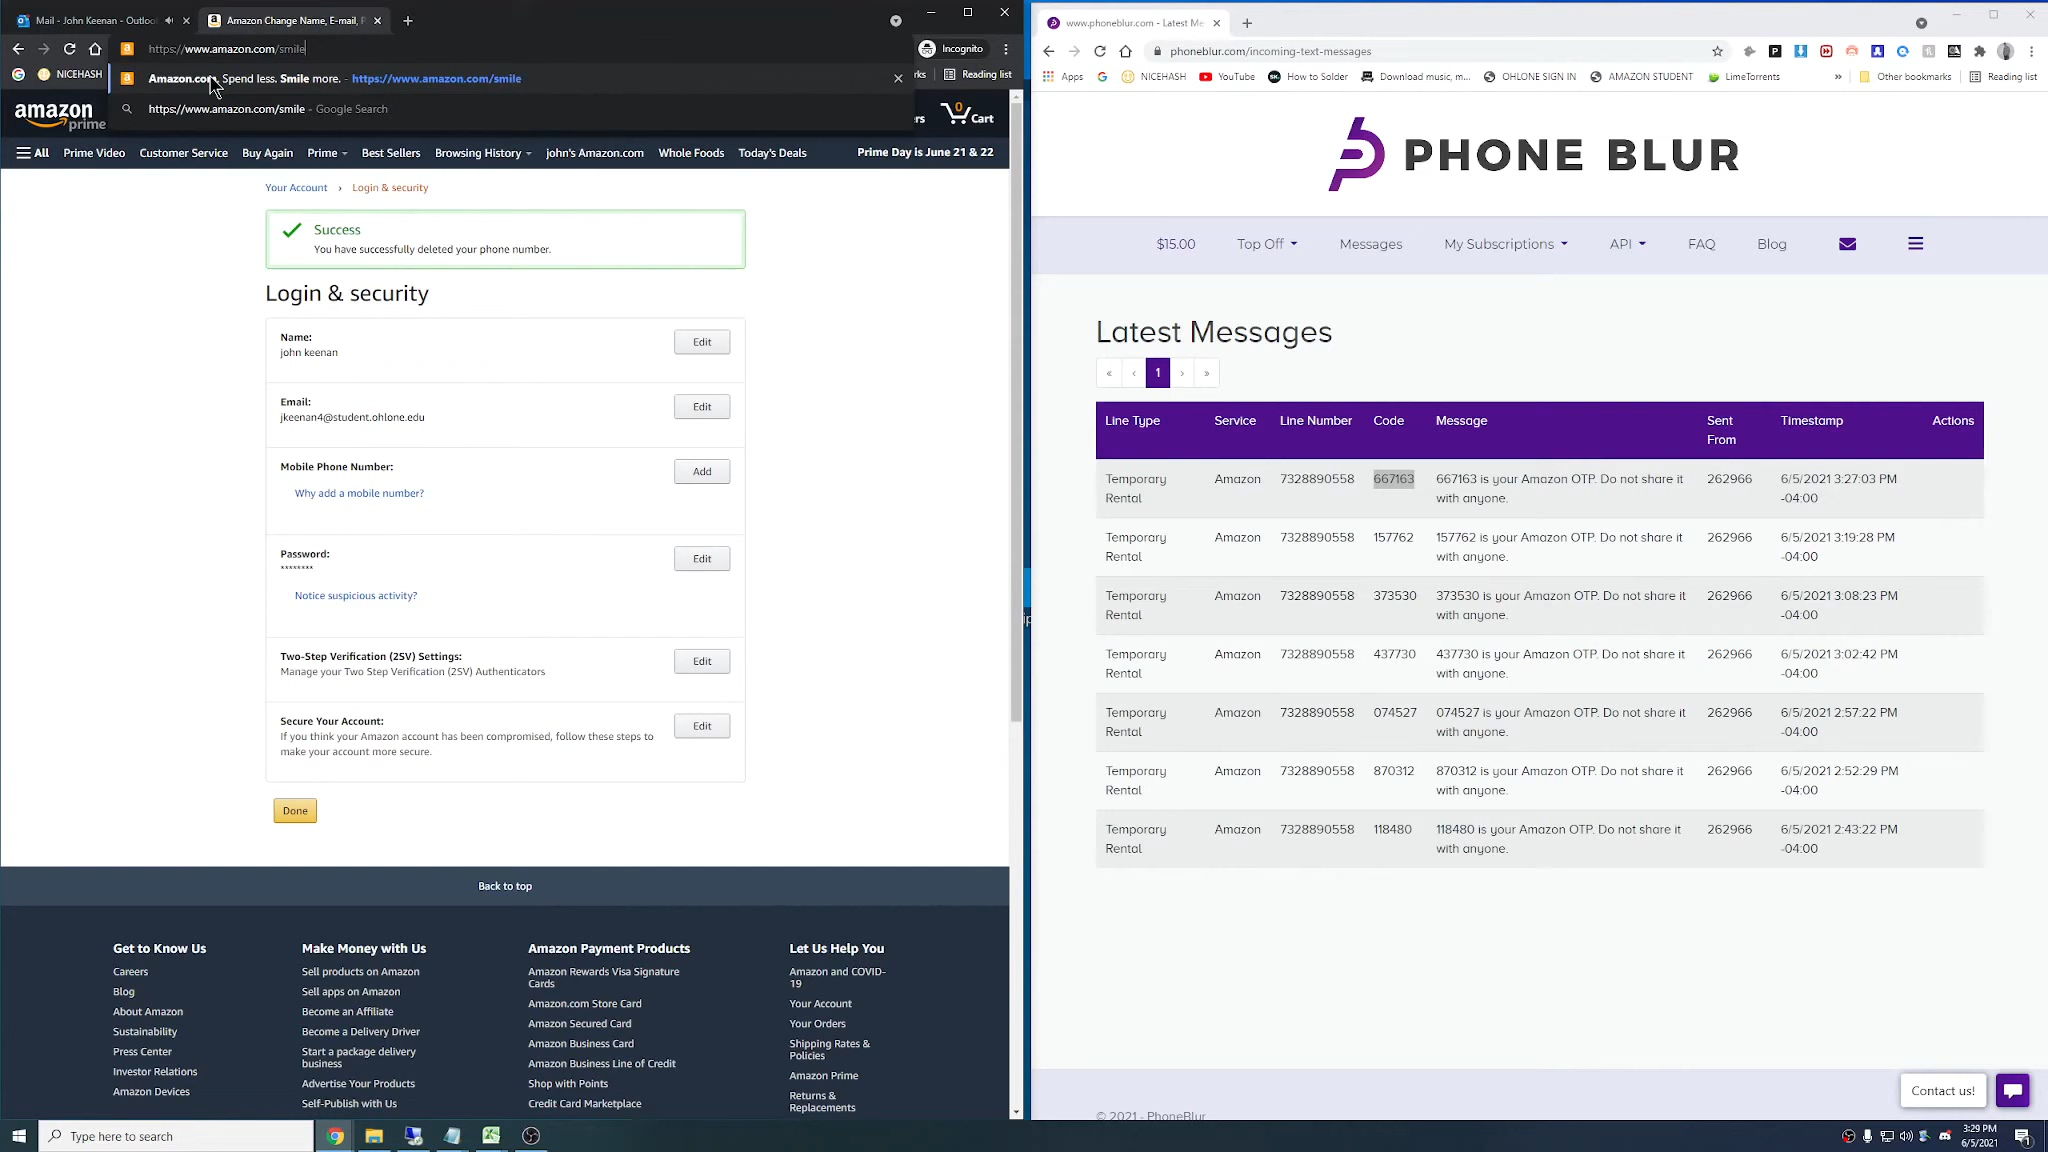 Mail - John Keenan - Outlo
Amazon Change Name, E-mail, P
https://www.amazon.com/smile
Incognito
NICEHASH
Reading list
Amazon.com. Spend less. Smile more. - https://www.amazon.com/smile
https://www.amazon.com/smile - Google Search
amazon
prime
0
Cart
All
Prime Video
Customer Service
Buy Again
Prime
Best Sellers
Browsing History
john's Amazon.com
Whole Foods
Today's Deals
Prime Day is June 21 & 22
Your Account › Login & security
Success
You have successfully deleted your phone number.
Login & security
Name:
john keenan
Edit
Email:
jkeenan4@student.ohlone.edu
Edit
Mobile Phone Number:
Why add a mobile number?
Add
Password:
********
Notice suspicious activity?
Edit
Two-Step Verification (2SV) Settings:
Manage your Two Step Verification (2SV) Authenticators
Edit
Secure Your Account:
If you think your Amazon account has been compromised, follow these steps to
make your account more secure.
Edit
Done
Back to top
Get to Know Us
Careers
Blog
About Amazon
Sustainability
Press Center
Investor Relations
Amazon Devices
Make Money with Us
Sell products on Amazon
Sell apps on Amazon
Become an Affiliate
Become a Delivery Driver
Start a package delivery
business
Advertise Your Products
Self-Publish with Us
Amazon Payment Products
Amazon Rewards Visa Signature
Cards
Amazon.com Store Card
Amazon Secured Card
Amazon Business Card
Amazon Business Line of Credit
Shop with Points
Credit Card Marketplace
Let Us Help You
Amazon and COVID-
19
Your Account
Your Orders
Shipping Rates &
Policies
Amazon Prime
Returns &
Replacements
www.phoneblur.com - Latest Me
phoneblur.com/incoming-text-messages
Apps
NICEHASH
YouTube
How to Solder
Download music, m...
OHLONE SIGN IN
AMAZON STUDENT
LimeTorrents
»
Other bookmarks
Reading list
PHONE BLUR
$15.00
Top Off
Messages
My Subscriptions
API
FAQ
Blog
Latest Messages
« ‹ 1 › »
Line Type Service Line Number Code Message Sent From Timestamp Actions
Temporary Rental Amazon 7328890558 667163 667163 is your Amazon OTP. Do not share it with anyone. 262966 6/5/2021 3:27:03 PM -04:00
Temporary Rental Amazon 7328890558 157762 157762 is your Amazon OTP. Do not share it with anyone. 262966 6/5/2021 3:19:28 PM -04:00
Temporary Rental Amazon 7328890558 373530 373530 is your Amazon OTP. Do not share it with anyone. 262966 6/5/2021 3:08:23 PM -04:00
Temporary Rental Amazon 7328890558 437730 437730 is your Amazon OTP. Do not share it with anyone. 262966 6/5/2021 3:02:42 PM -04:00
Temporary Rental Amazon 7328890558 074527 074527 is your Amazon OTP. Do not share it with anyone. 262966 6/5/2021 2:57:22 PM -04:00
Temporary Rental Amazon 7328890558 870312 870312 is your Amazon OTP. Do not share it with anyone. 262966 6/5/2021 2:52:29 PM -04:00
Temporary Rental Amazon 7328890558 118480 118480 is your Amazon OTP. Do not share it with anyone. 262966 6/5/2021 2:43:22 PM -04:00
Contact us!
© 2021 - PhoneBlur
Type here to search
3:29 PM
6/5/2021